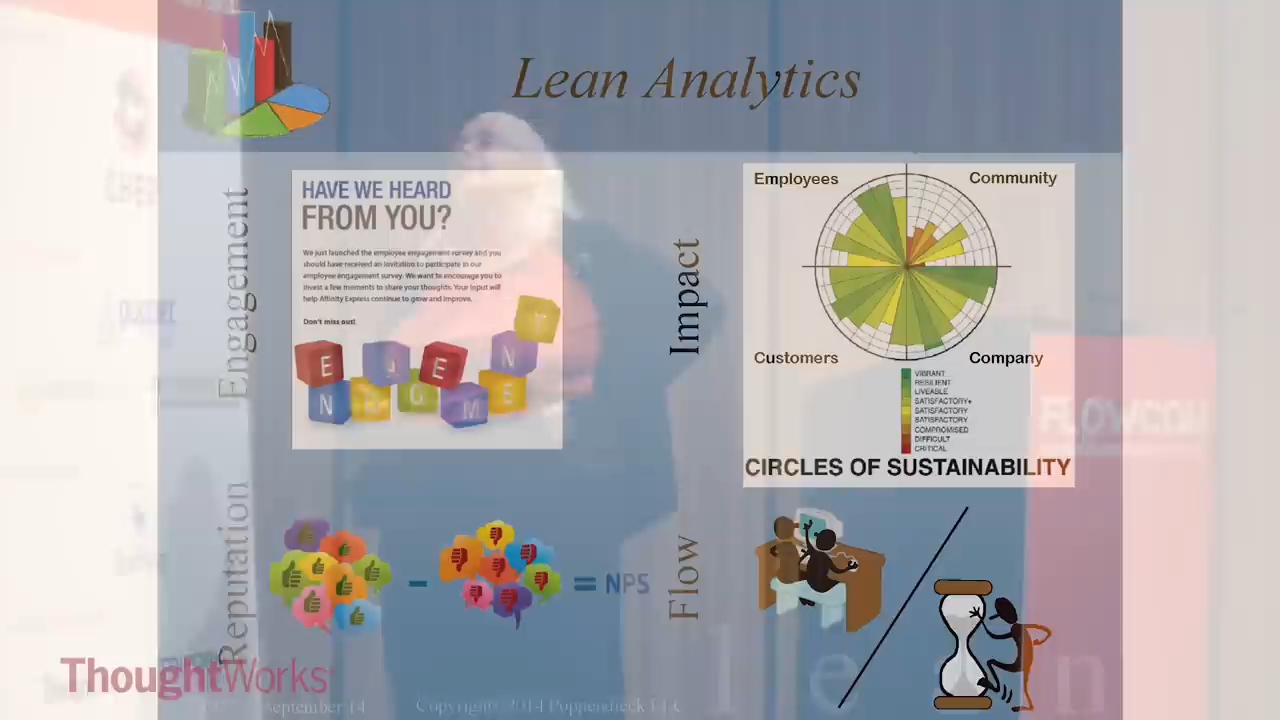 Lean Analytics
Engagement
HAVE WE HEARD
FROM YOU?
We just launched the employee engagement survey and you
should have received an invitation to participate in our
employee engagement survey. We want to encourage you to
invest a few moments to share your thoughts. Your input will
help Affinity Express continue to grow and improve.
Don't miss out!
E
N
G
M
E
N
T
Impact
Employees
Community
Customers
Company
VIBRANT
RESILIENT
LIVEABLE
SATISFACTORY+
SATISFACTORY
SATISFACTORY
COMPROMISED
DIFFICULT
CRITICAL
CIRCLES OF SUSTAINABILITY
Reputation
- = NPS
Flow
FLOWCON
ThoughtWorks
lean
September 14
Copyright© 2014 Poppendieck LLC